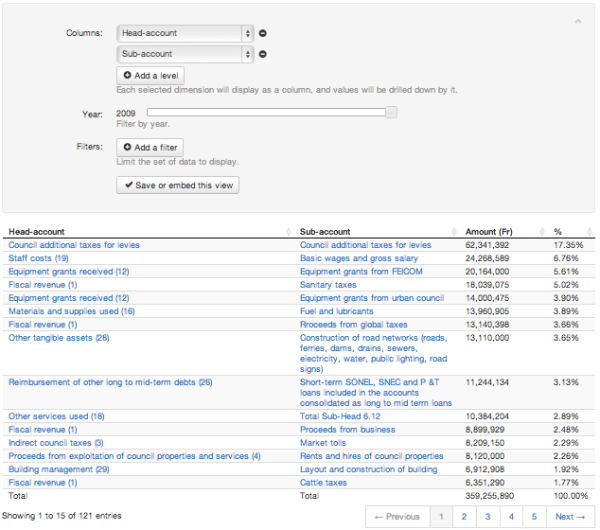 Columns: Head-account
Sub-account
Add a level
Each selected dimension will display as a column, and values will be drilled down by it.
Year: 2009
Filter by year.
Filters: Add a filter
Limit the set of data to display.
Save or embed this view
Head-account Sub-account Amount (Fr) %
Council additional taxes for levies Council additional taxes for levies 62,341,392 17.35%
Staff costs (19) Basic wages and gross salary 24,268,589 6.76%
Equipment grants received (12) Equipment grants from FEICOM 20,164,000 5.61%
Fiscal revenue (1) Sanitary taxes 18,039,075 5.02%
Equipment grants received (12) Equipment grants from urban council 14,000,475 3.90%
Materials and supplies used (16) Fuel and lubricants 13,960,905 3.89%
Fiscal revenue (1) Proceeds from global taxes 13,140,398 3.66%
Other tangible assets (28) Construction of road networks (roads, 13,110,000 3.65%
ferries, dams, drains, sewers,
electricity, water, public lighting, road
signs)
Reimbursement of other long to mid-term debts (26) Short-term SONEL, SNEC and P &T 11,244,134 3.13%
loans included in the accounts
consolidated as long to mid term loans
Other services used (18) Total Sub-Head 6.12 10,384,204 2.89%
Fiscal revenue (1) Proceeds from business 8,899,929 2.48%
Indirect council taxes (3) Market tolls 8,209,150 2.29%
Proceeds from exploitation of council properties and services (4) Rents and hires of council properties 8,120,000 2.26%
Building management (29) Layout and construction of building 6,912,908 1.92%
Fiscal revenue (1) Cattle taxes 6,351,290 1.77%
Total Total 359,255,890 100.00%
Showing 1 to 15 of 121 entries ← Previous 1 2 3 4 5 Next →